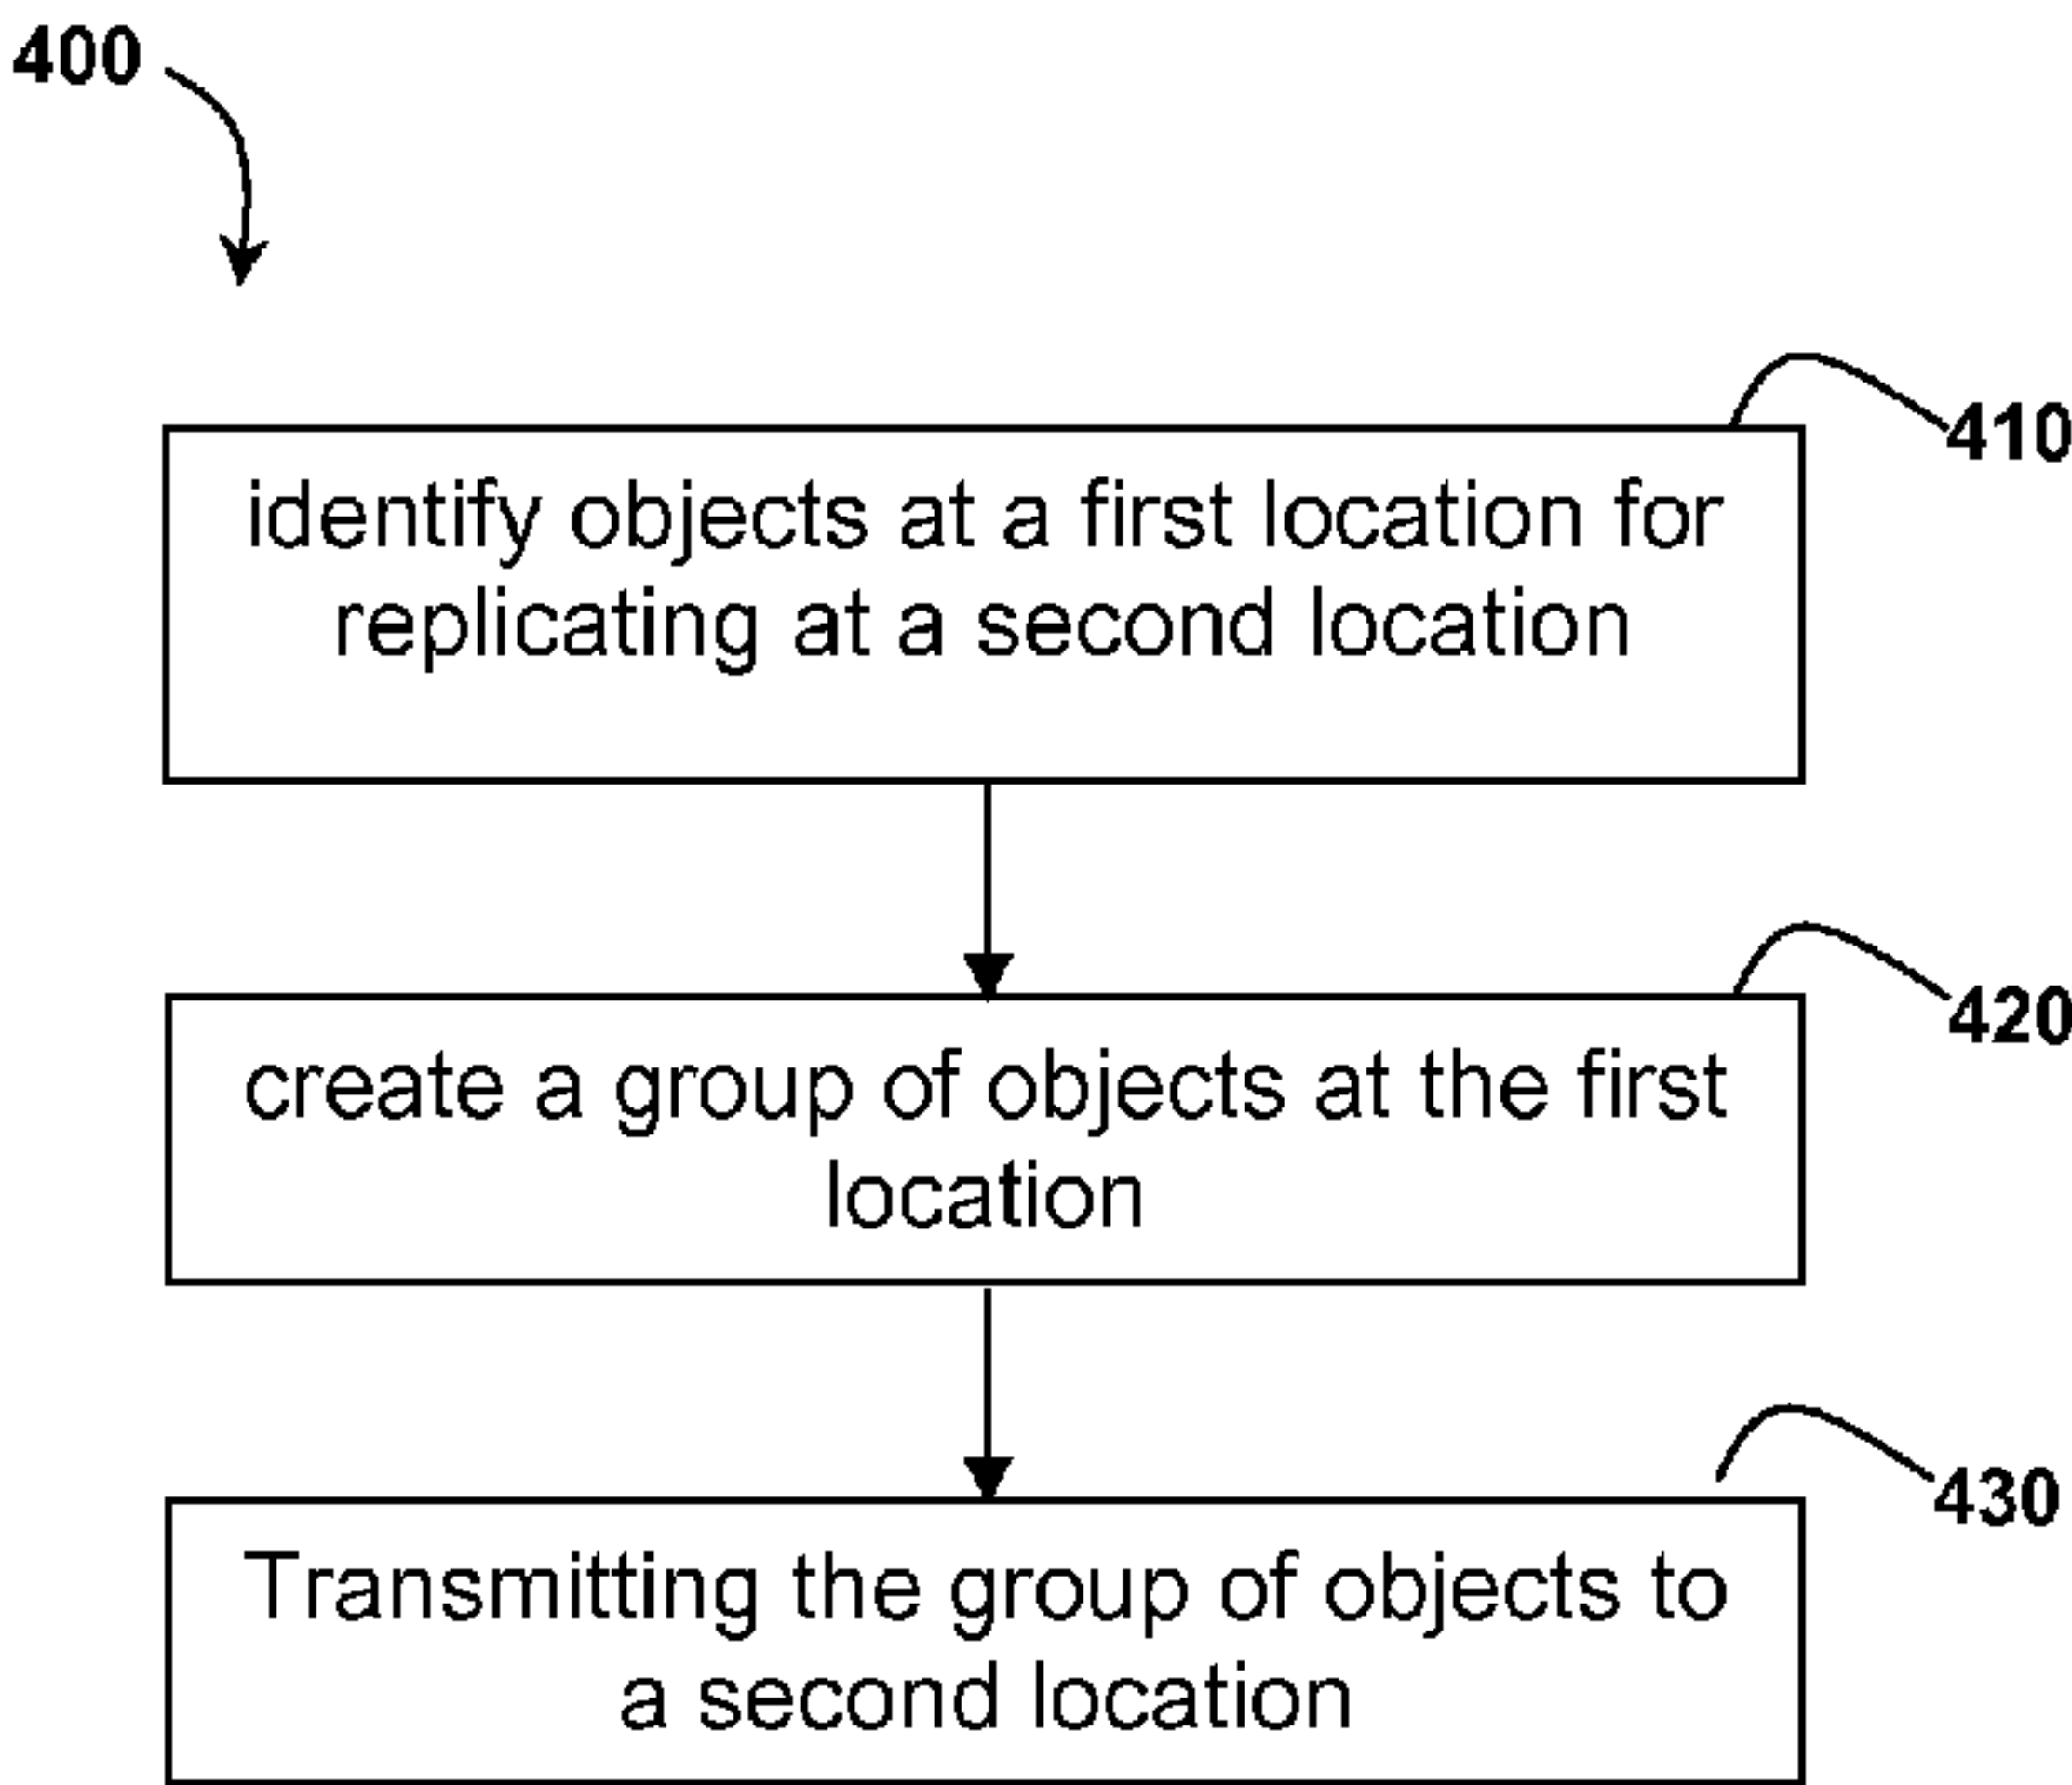 400
410
identify objects at a first location for
replicating at a second location
420
create a group of objects at the first
location
430
Transmitting the group of objects to
a second location